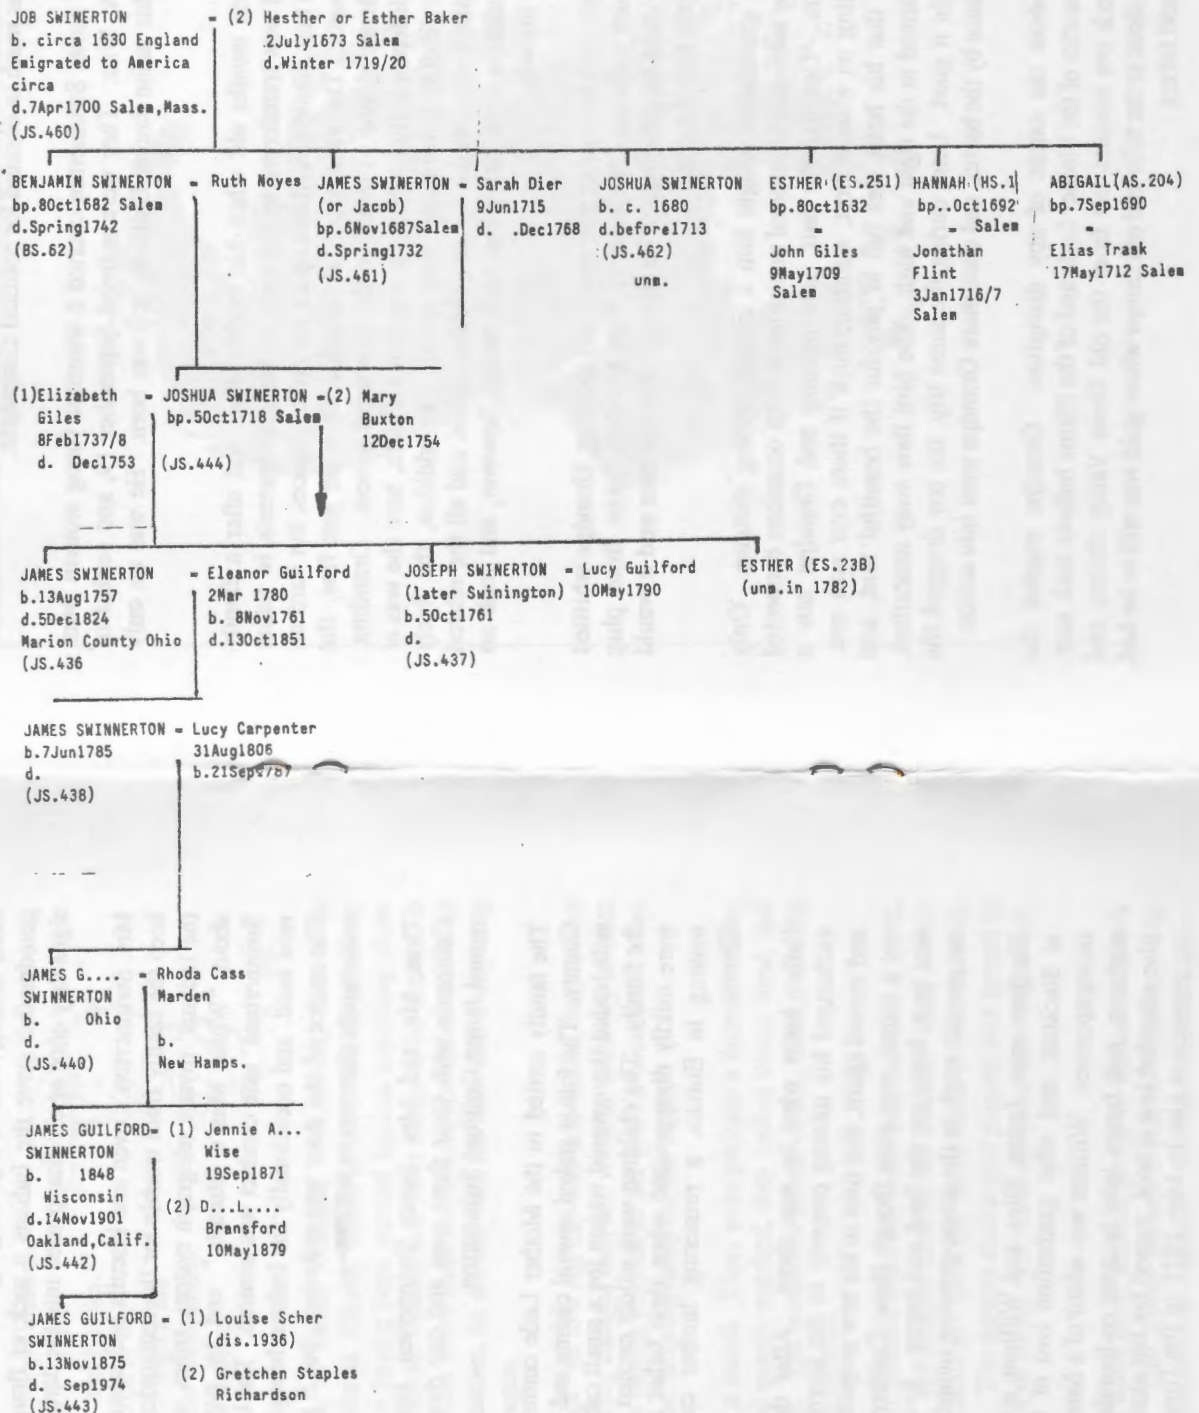 JOB SWINERTON = (2) Hesther or Esther Baker
b. circa 1630 England
2July1673 Salem
Emigrated to America
d.Winter 1719/20
circa
d.7Apr1700 Salem,Mass.
(JS.460)
BENJAMIN SWINERTON = Ruth Noyes
bp.8Oct1682 Salem
d.Spring1742
(BS.62)
JAMES SWINERTON = Sarah Dier
(or Jacob)
9Jun1715
bp.6Nov1687Salem
d. .Dec1768
d.Spring1732
(JS.461)
JOSHUA SWINERTON
b. c. 1680
d.before1713
(JS.462)
unm.
ESTHER (ES.251)
bp.8Oct1632
=
John Giles
9May1709
Salem
HANNAH (HS.1
bp..Oct1692
= Salem
Jonathan
Flint
3Jan1716/7
Salem
ABIGAIL(AS.204)
bp.7Sep1690
=
Elias Trask
17May1712 Salem
(1)Elizabeth = JOSHUA SWINERTON =(2) Mary
Giles
bp.5Oct1718 Salem
Buxton
8Feb1737/8
12Dec1754
d. Dec1753
(JS.444)
JAMES SWINERTON = Eleanor Guilford
b.13Aug1757
2Mar 1780
d.5Dec1824
b. 8Nov1761
Marion County Ohio
d.13Oct1851
(JS.436
JOSEPH SWINERTON = Lucy Guilford
(later Swinington)
10May1790
b.5Oct1761
d.
(JS.437)
ESTHER (ES.23B)
(unm.in 1782)
JAMES SWINNERTON = Lucy Carpenter
b.7Jun1785
31Aug1806
d.
b.21Sep1787
(JS.438)
JAMES G.... = Rhoda Cass
SWINNERTON
Marden
b. Ohio
d.
b.
(JS.440)
New Hamps.
JAMES GUILFORD= (1) Jennie A...
SWINNERTON
Wise
b. 1848
19Sep1871
Wisconsin
d.14Nov1901
(2) D...L....
Oakland,Calif.
Bransford
(JS.442)
10May1879
JAMES GUILFORD = (1) Louise Scher
SWINNERTON
(dis.1936)
b.13Nov1875
d. Sep1974
(2) Gretchen Staples
(JS.443)
Richardson